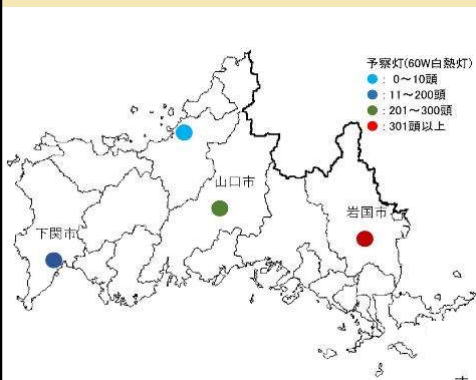 予察灯(60W白熱灯)
: 0～10頭
: 11～200頭
: 201～300頭
: 301頭以上
山口市
岩国市
下関市